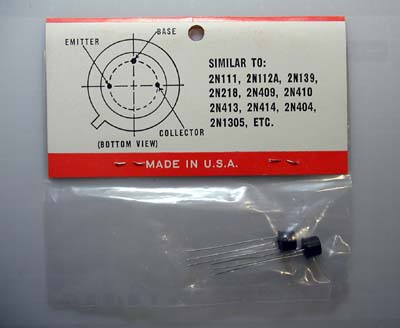 BASE
EMITTER
COLLECTOR
(BOTTOM VIEW)
SIMILAR TO:
2N111, 2N112A, 2N139,
2N218, 2N409, 2N410
2N413, 2N414, 2N404,
2N1305, ETC.
MADE IN U.S.A.